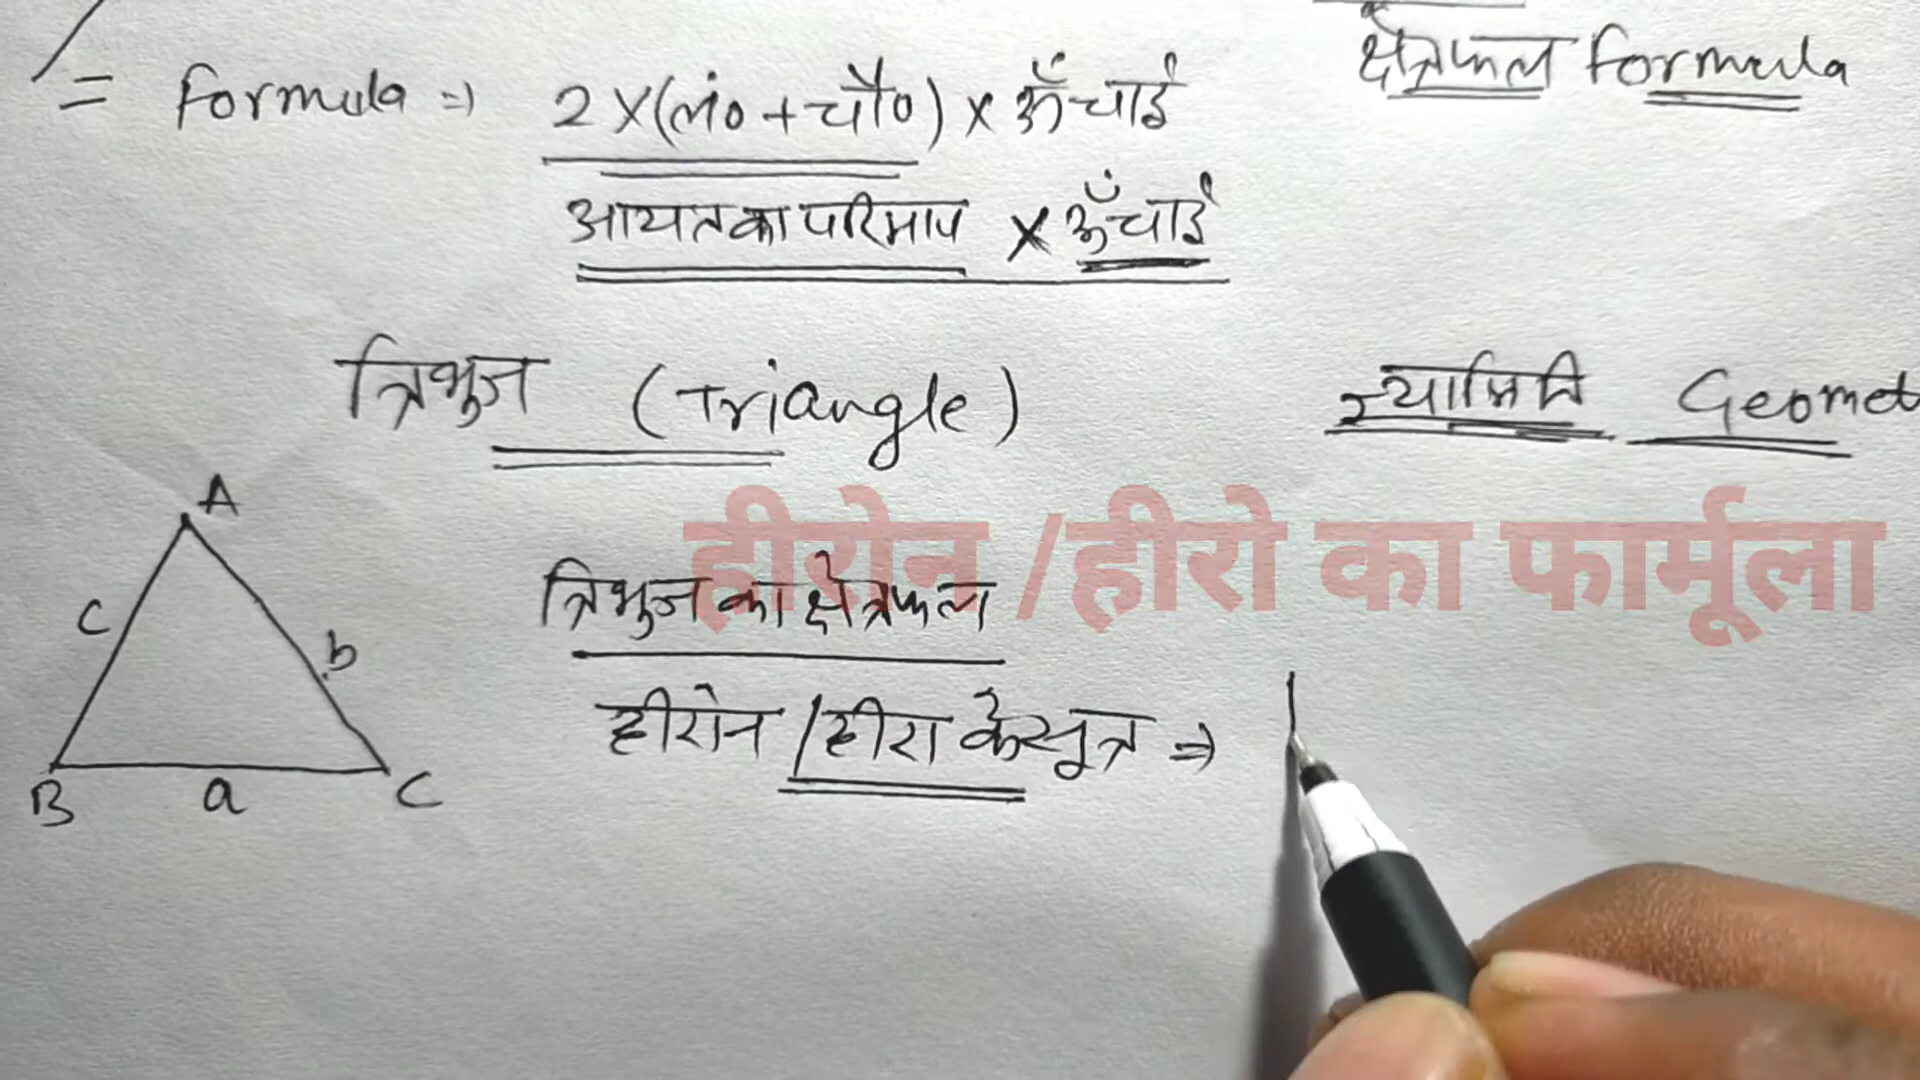 क्षेत्रफल formula
= formula ⇒ 2 x (लं० + चौ०) x ऊँचाई
आयत का परिमाप x ऊँचाई
त्रिभुज (Triangle)
ज्यामिति Geomet
A
हीरोन /हीरो का फार्मूला
त्रिभुज का क्षेत्रफल
c b
हीरोन / हीरो के सूत्र ⇒
B a C